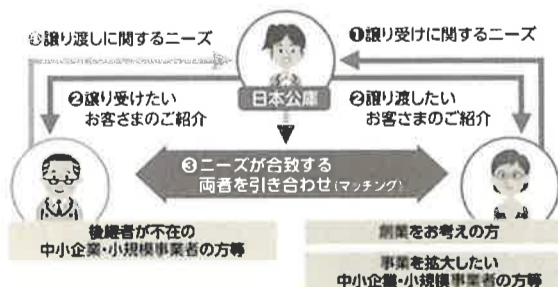 ❶譲り渡しに関するニーズ
❶譲り受けに関するニーズ
日本公庫
❷譲り受けたい
お客さまのご紹介
❷譲り渡したい
お客さまのご紹介
❸ニーズが合致する
両者を引き合わせ(マッチング)
後継者が不在の
中小企業・小規模事業者の方等
創業をお考えの方
事業を拡大したい
中小企業・小規模事業者の方等